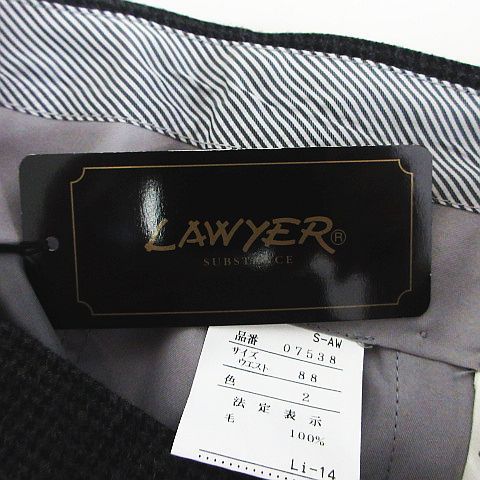 LAWYER®
SUBSTANCE
S-AW
品番 07538
サイズ
ウエスト 88
色 2
法定表示
毛 100%
Li-14